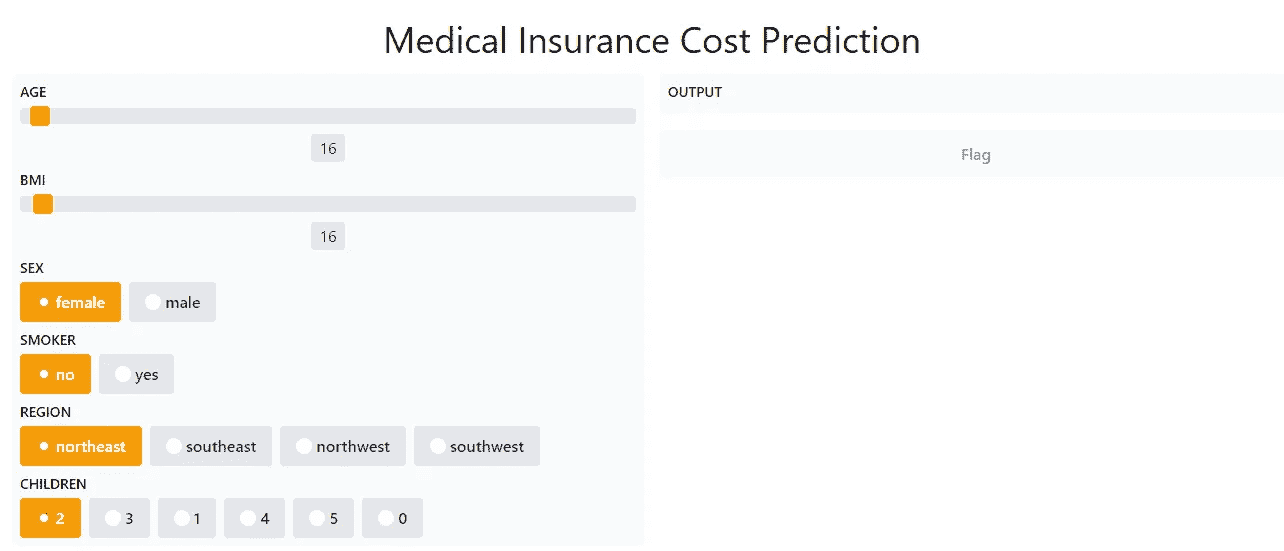 Medical Insurance Cost Prediction
AGE
16
BMI
16
SEX
female male
SMOKER
no yes
REGION
northeast southeast northwest southwest
CHILDREN
2 3 1 4 5 0
OUTPUT
Flag